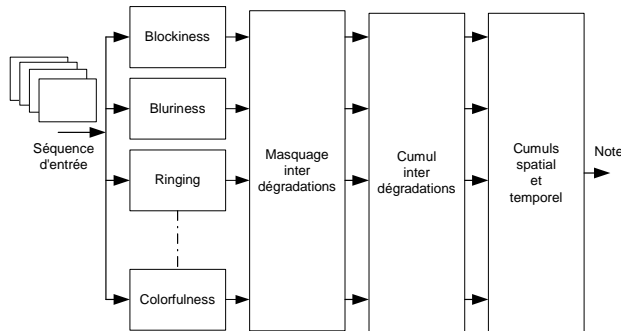 Séquence
d'entrée
Blockiness
Bluriness
Ringing
Colorfulness
Masquage
inter
dégradations
Cumul
inter
dégradations
Cumuls
spatial
et
temporel
Note